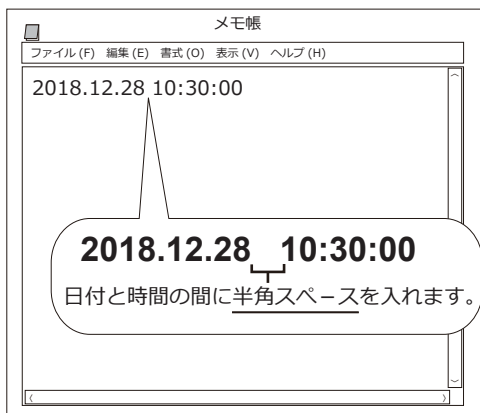 メモ帳
ファイル (F) 編集 (E) 書式 (O) 表示 (V) ヘルプ (H)
2018.12.28 10:30:00
2018.12.28 10:30:00
日付と時間の間に半角スペースを入れます。